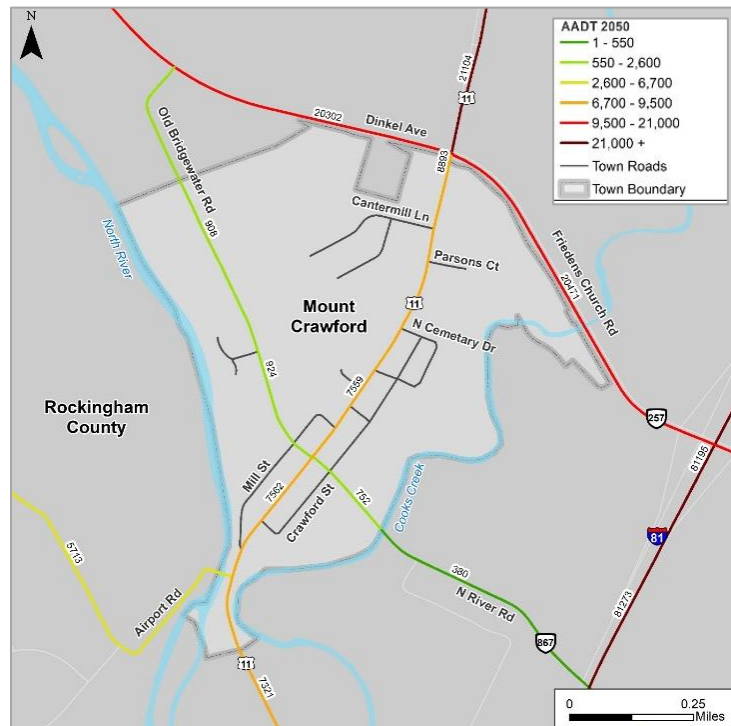 N
AADT 2050
1 - 550
550 - 2,600
2,600 - 6,700
6,700 - 9,500
9,500 - 21,000
21,000 +
Town Roads
Town Boundary
21104
11
20302
Dinkel Ave
8893
Old Bridgewater Rd
908
Cantermill Ln
Parsons Ct
North River
Friedens Church Rd
20471
Mount
Crawford
11
N Cemetary Dr
7559
924
Rockingham
County
257
81195
Mill St
7562
Crawford St
752
Cooks Creek
81
5713
Airport Rd
380
N River Rd
867
81273
11
7321
0
0.25
Miles